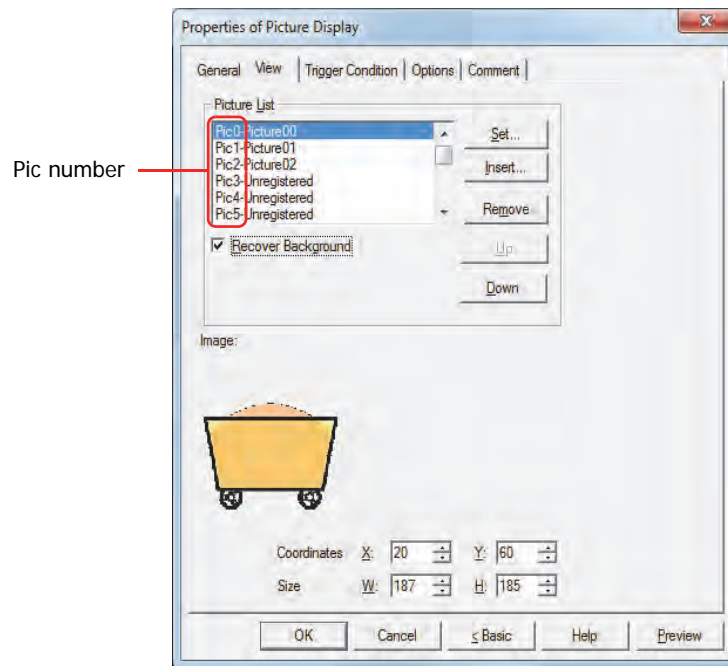 Properties of Picture Display
General View Trigger Condition Options Comment
Picture List
Pic0-Picture00
Pic1-Picture01
Pic2-Picture02
Pic3-Unregistered
Pic4-Unregistered
Pic5-Unregistered
Set...
Insert...
Remove
Up
Down
Pic number
Recover Background
Image:
Coordinates X: 20 Y: 60
Size W: 187 H: 185
OK Cancel < Basic Help Preview